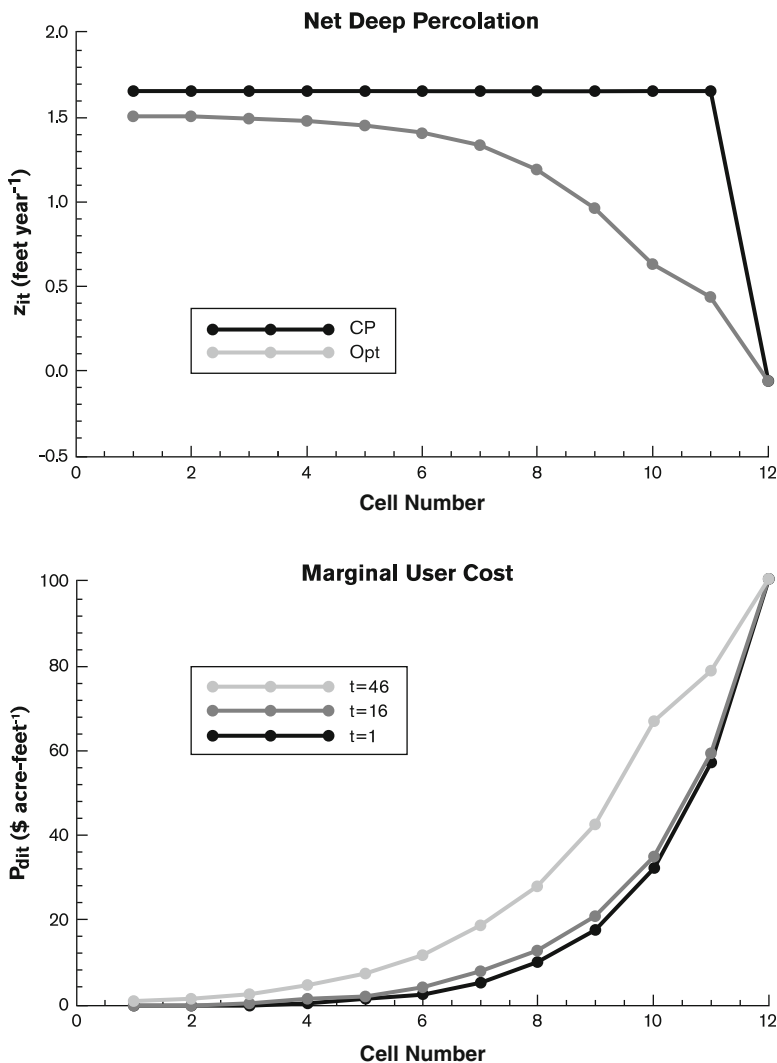 Net Deep Percolation
2.0
1.5
1.0
0.5
0.0
-0.5
z_it (feet year⁻¹)
CP
Opt
0 2 4 6 8 10 12
Cell Number
Marginal User Cost
100
80
60
40
20
0
P_dit ($ acre-feet⁻¹)
t=46
t=16
t=1
0 2 4 6 8 10 12
Cell Number